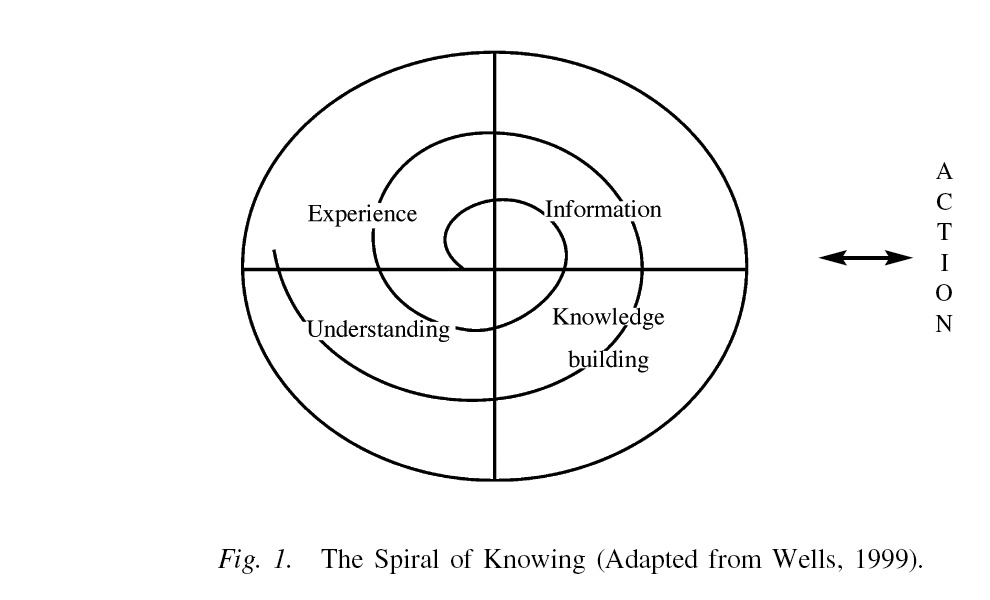 Experience
Information
Understanding
Knowledge
building
A
C
T
I
O
N
Fig. 1. The Spiral of Knowing (Adapted from Wells, 1999).